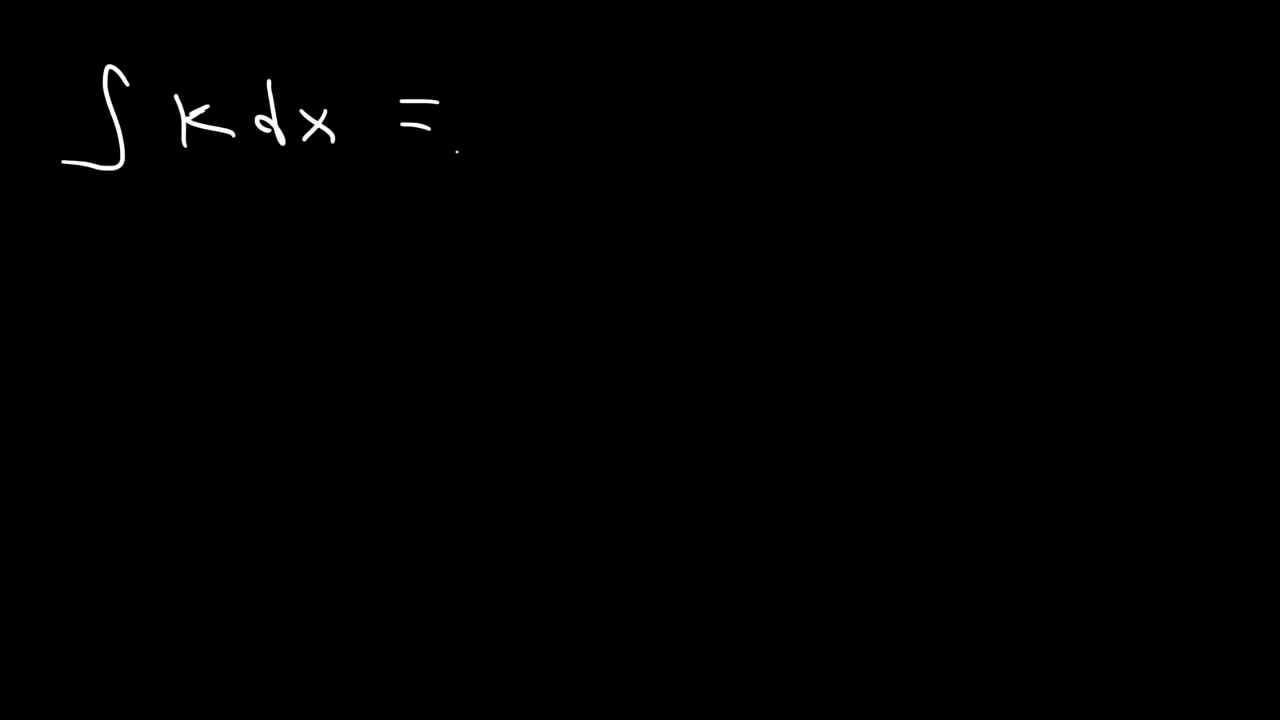 ∫ k dx =